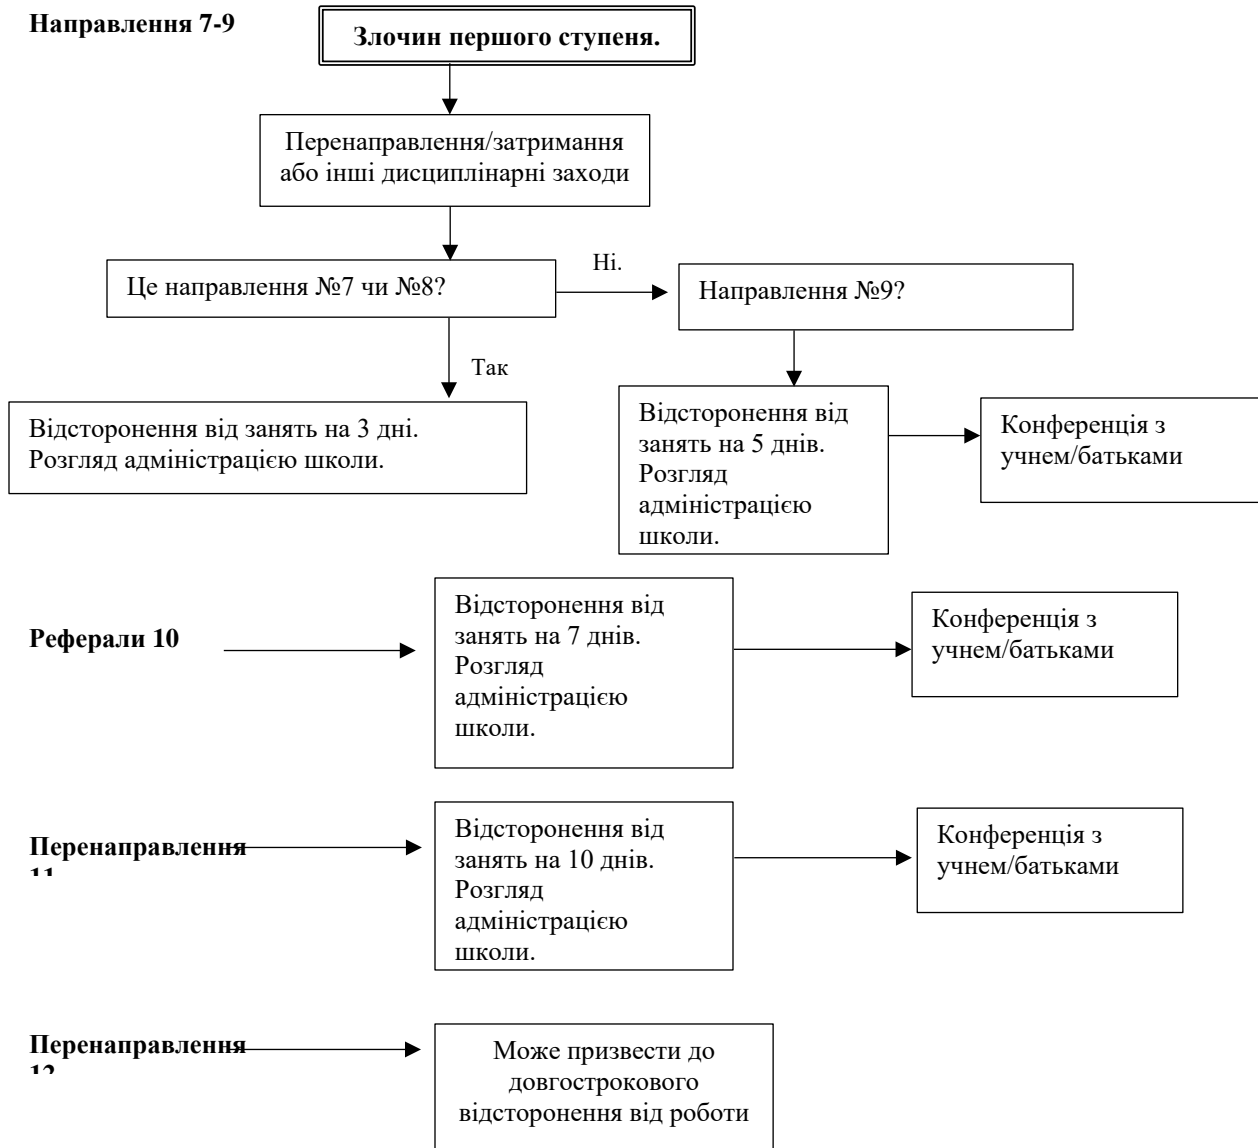 Направлення 7-9
Злочин першого ступеня.
Перенаправлення/затримання
або інші дисциплінарні заходи
Це направлення №7 чи №8?
Ні.
Направлення №9?
Так
Відсторонення від занять на 3 дні.
Розгляд адміністрацією школи.
Відсторонення від
занять на 5 днів.
Розгляд
адміністрацією
школи.
Конференція з
учнем/батьками
Реферали 10
Відсторонення від
занять на 7 днів.
Розгляд
адміністрацією
школи.
Конференція з
учнем/батьками
Перенаправлення
11
Відсторонення від
занять на 10 днів.
Розгляд
адміністрацією
школи.
Конференція з
учнем/батьками
Перенаправлення
12
Може призвести до
довгострокового
відсторонення від роботи